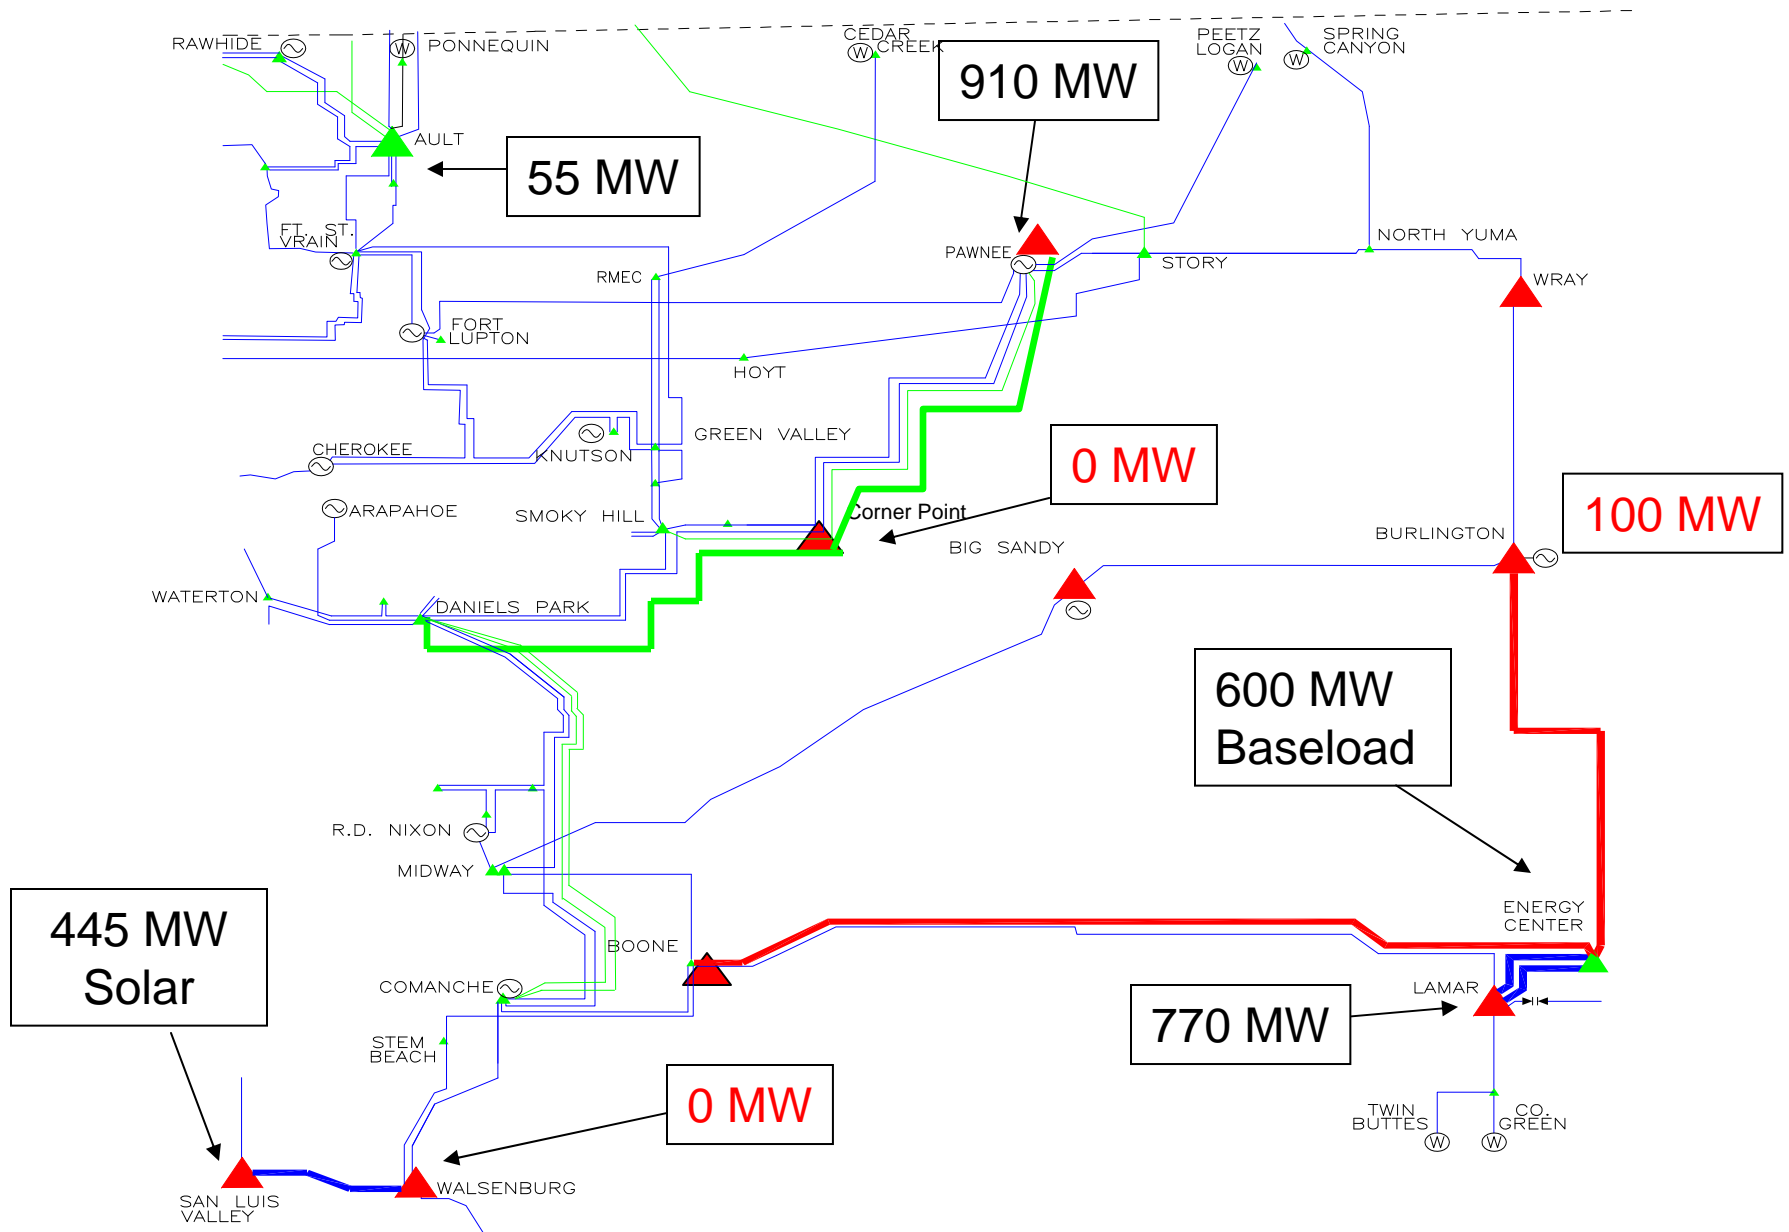 RAWHIDE
W
PONNEQUIN
CEDAR
CREEK
W
PEETZ
LOGAN
W
SPRING
CANYON
W
910 MW
AULT
55 MW
FT. ST.
VRAIN
PAWNEE
STORY
NORTH YUMA
RMEC
WRAY
FORT
LUPTON
HOYT
GREEN VALLEY
CHEROKEE
KNUTSON
0 MW
ARAPAHOE
SMOKY HILL
Corner Point
BIG SANDY
BURLINGTON
100 MW
WATERTON
DANIELS PARK
600 MW
Baseload
R.D. NIXON
MIDWAY
445 MW
Solar
BOONE
ENERGY
CENTER
COMANCHE
LAMAR
770 MW
STEM
BEACH
0 MW
TWIN
BUTTES
CO.
GREEN
W
W
SAN LUIS
VALLEY
WALSENBURG